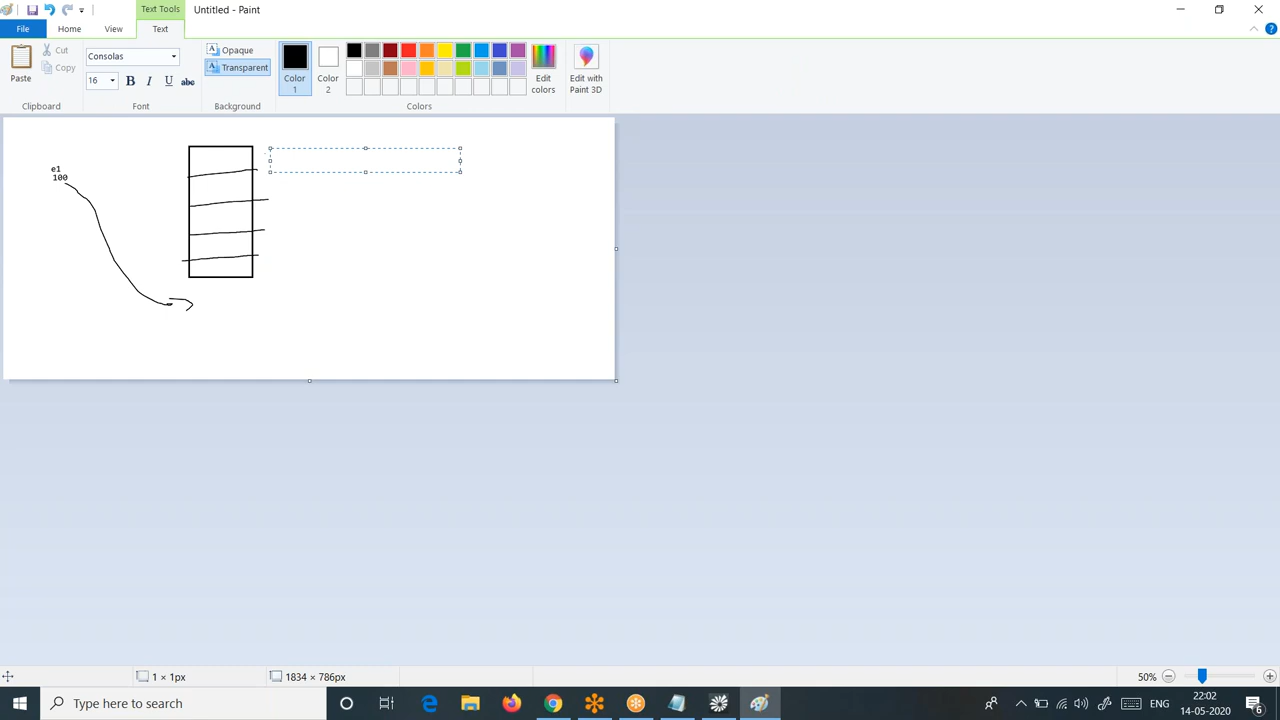 Text Tools
Untitled - Paint
File
Home
View
Text
Paste
Cut
Copy
Clipboard
Consolas
16
B I U abc
Font
Opaque
Transparent
Background
Color 1
Color 2
Edit colors
Colors
Edit with Paint 3D
e1
100
1 × 1px
1834 × 786px
50%
Type here to search
ENG
22:02
14-05-2020
6